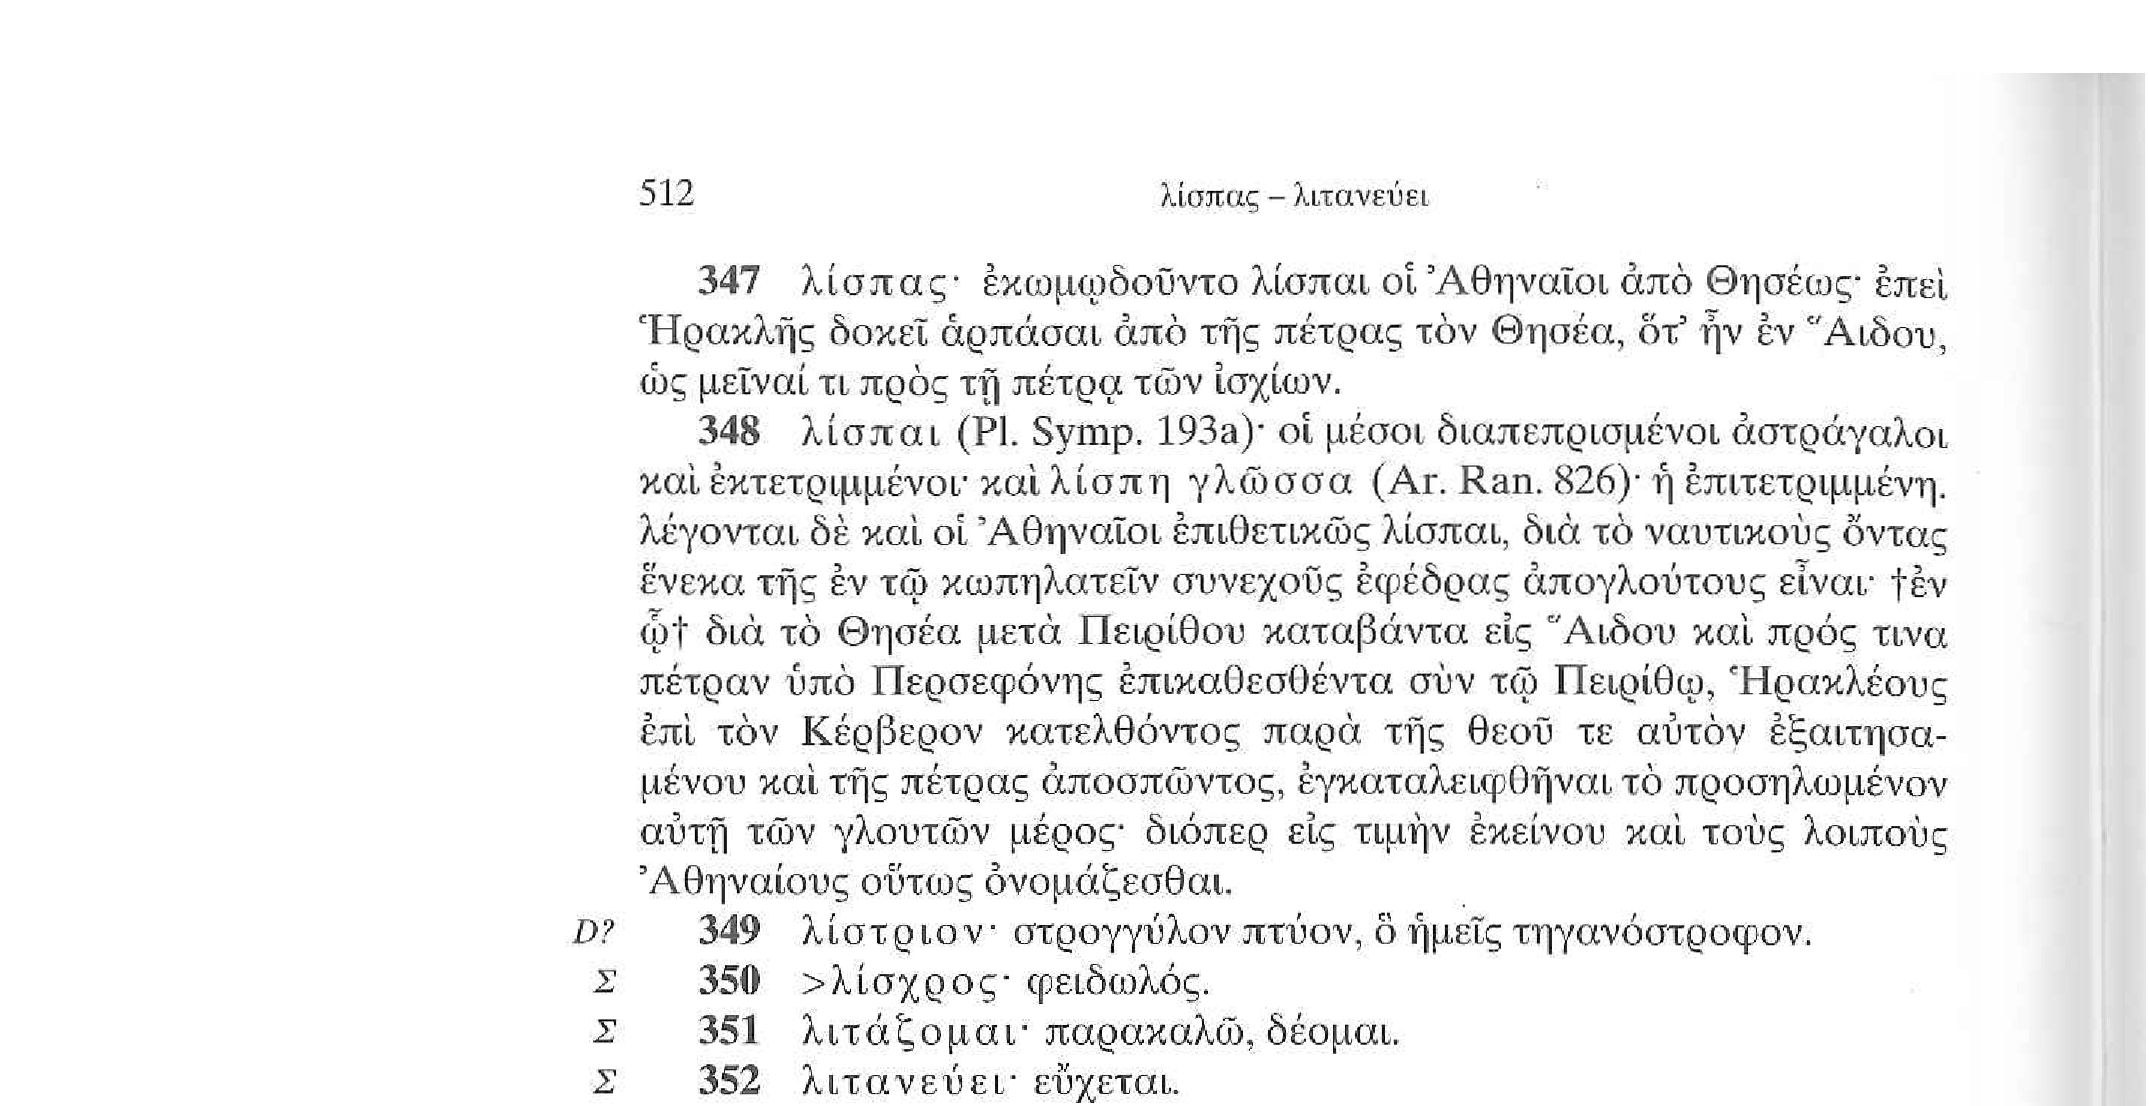 512 λίσπας – λιτανεύει
347 λίσπας· ἐκωμῳδοῦντο λίσπαι οἱ Ἀθηναῖοι ἀπὸ Θησέως· ἐπεὶ
Ἡρακλῆς δοκεῖ ἁρπάσαι ἀπὸ τῆς πέτρας τὸν Θησέα, ὅτ’ ἦν ἐν Ἅιδου,
ὡς μεῖναί τι πρὸς τῇ πέτρᾳ τῶν ἰσχίων.
348 λίσπαι (Pl. Symp. 193a)· οἱ μέσοι διαπεπρισμένοι ἀστράγαλοι
καὶ ἐκτετριμμένοι· καὶ λίσπη γλῶσσα (Ar. Ran. 826)· ἡ ἐπιτετριμμένη.
λέγονται δὲ καὶ οἱ Ἀθηναῖοι ἐπιθετικῶς λίσπαι, διὰ τὸ ναυτικοὺς ὄντας
ἕνεκα τῆς ἐν τῷ κωπηλατεῖν συνεχοῦς ἐφέδρας ἀπογλούτους εἶναι· †ἐν
ᾧ† διὰ τὸ Θησέα μετὰ Πειρίθου καταβάντα εἰς Ἅιδου καὶ πρός τινα
πέτραν ὑπὸ Περσεφόνης ἐπικαθεσθέντα σὺν τῷ Πειρίθῳ, Ἡρακλέους
ἐπὶ τὸν Κέρβερον κατελθόντος παρὰ τῆς θεοῦ τε αὐτὸν ἐξαιτησα-
μένου καὶ τῆς πέτρας ἀποσπῶντος, ἐγκαταλειφθῆναι τὸ προσηλωμένον
αὐτῇ τῶν γλουτῶν μέρος· διόπερ εἰς τιμὴν ἐκείνου καὶ τοὺς λοιποὺς
Ἀθηναίους οὕτως ὀνομάζεσθαι.
D? 349 λίστριον· στρογγύλον πτύον, ὃ ἡμεῖς τηγανόστροφον.
Σ 350 >λίσχρος· φειδωλός.
Σ 351 λιτάζομαι· παρακαλῶ, δέομαι.
Σ 352 λιτανεύει· εὔχεται.